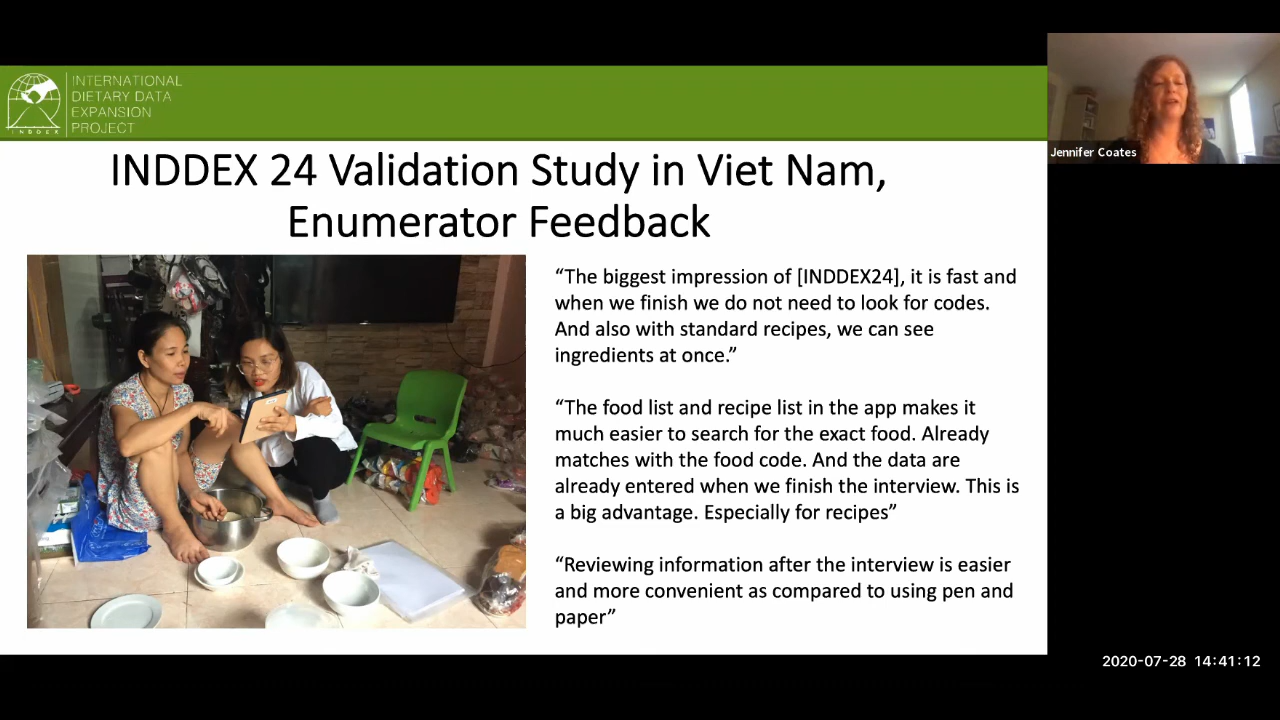 INTERNATIONAL
DIETARY DATA
EXPANSION
PROJECT
INDDEX
Jennifer Coates
INDDEX 24 Validation Study in Viet Nam,
Enumerator Feedback
“The biggest impression of [INDDEX24], it is fast and
when we finish we do not need to look for codes.
And also with standard recipes, we can see
ingredients at once.”
“The food list and recipe list in the app makes it
much easier to search for the exact food. Already
matches with the food code. And the data are
already entered when we finish the interview. This is
a big advantage. Especially for recipes”
“Reviewing information after the interview is easier
and more convenient as compared to using pen and
paper”
2020-07-28 14:41:12